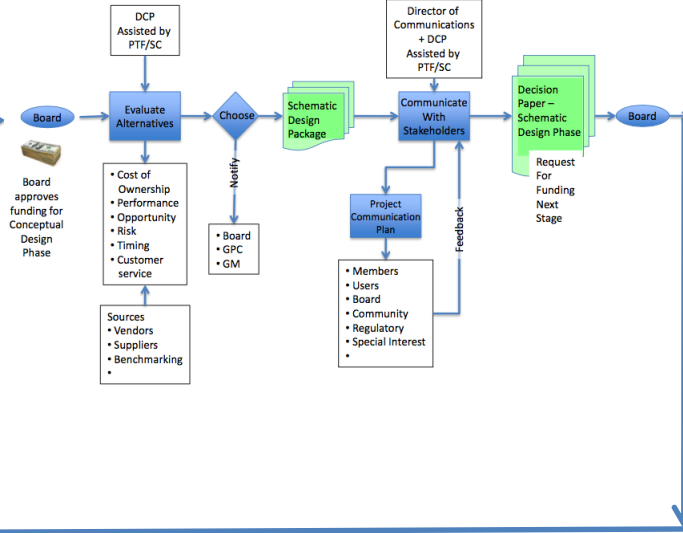 DCP
Assisted by
PTF/SC
Director of
Communications
+ DCP
Assisted by
PTF/SC
Board
Evaluate
Alternatives
Choose
Schematic
Design
Package
Communicate
With
Stakeholders
Decision
Paper –
Schematic
Design Phase
Board
Request
For
Funding
Next
Stage
Board
approves
funding for
Conceptual
Design
Phase
• Cost of
Ownership
• Performance
• Opportunity
• Risk
• Timing
• Customer
service
Notify
• Board
• GPC
• GM
Project
Communication
Plan
Feedback
• Members
• Users
• Board
• Community
• Regulatory
• Special Interest
•
Sources
• Vendors
• Suppliers
• Benchmarking
•